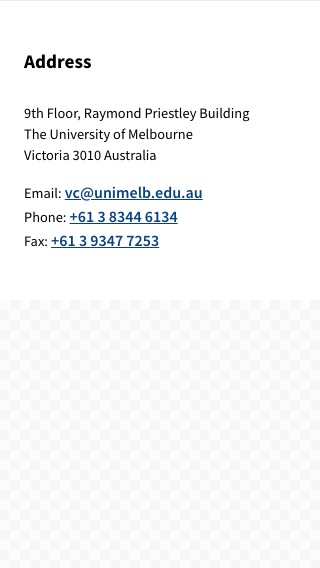 Address
9th Floor, Raymond Priestley Building
The University of Melbourne
Victoria 3010 Australia
Email: vc@unimelb.edu.au
Phone: +61 3 8344 6134
Fax: +61 3 9347 7253